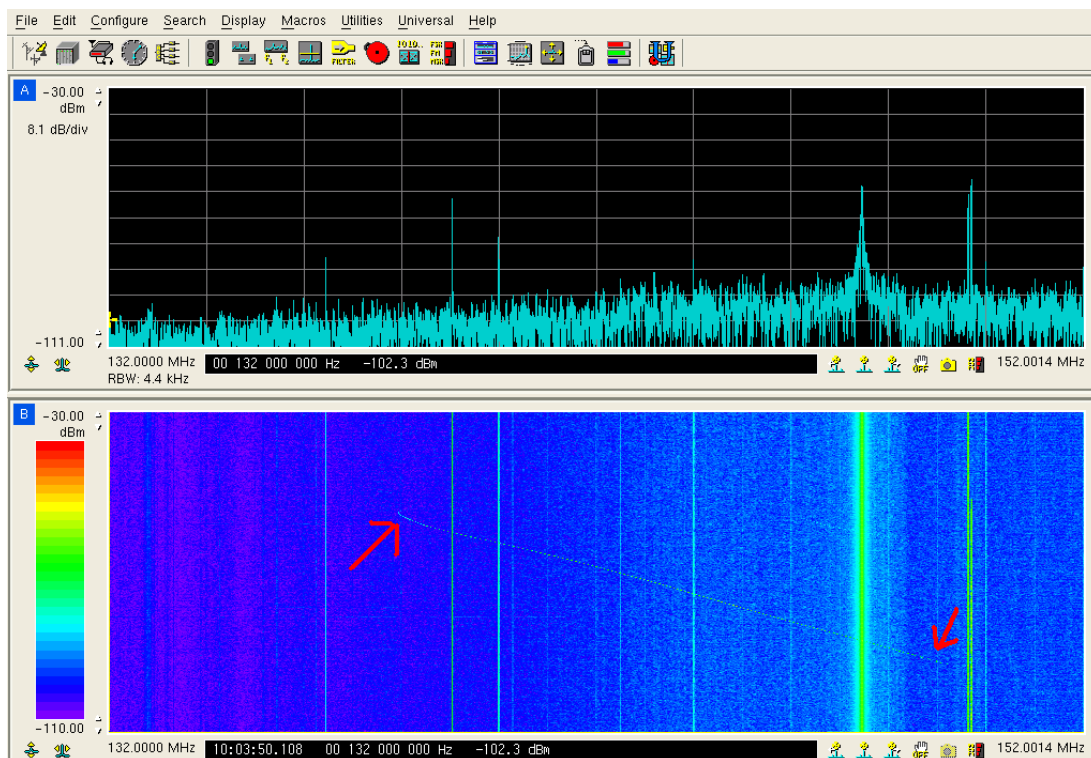 File Edit Configure Search Display Macros Utilities Universal Help
FILTER
A
-30.00
dBm
8.1 dB/div
-111.00
132.0000 MHz 00 132 000 000 Hz -102.3 dBm OFF 152.0014 MHz
RBW: 4.4 kHz
B
-30.00
dBm
-110.00
132.0000 MHz 10:03:50.108 00 132 000 000 Hz -102.3 dBm OFF 152.0014 MHz